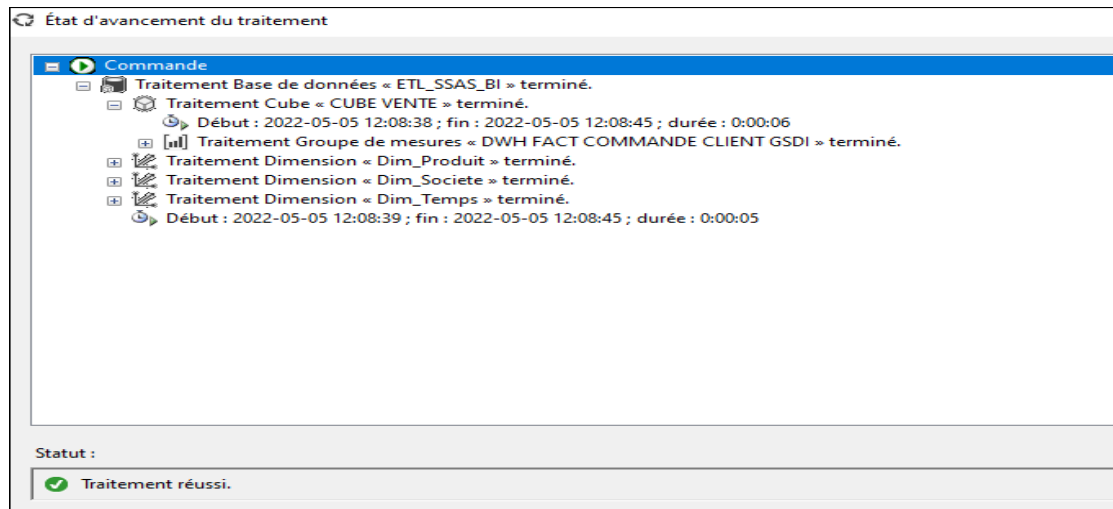 État d'avancement du traitement
Commande
Traitement Base de données « ETL_SSAS_BI » terminé.
Traitement Cube « CUBE VENTE » terminé.
Début : 2022-05-05 12:08:38 ; fin : 2022-05-05 12:08:45 ; durée : 0:00:06
Traitement Groupe de mesures « DWH FACT COMMANDE CLIENT GSDI » terminé.
Traitement Dimension « Dim_Produit » terminé.
Traitement Dimension « Dim_Societe » terminé.
Traitement Dimension « Dim_Temps » terminé.
Début : 2022-05-05 12:08:39 ; fin : 2022-05-05 12:08:45 ; durée : 0:00:05
Statut :
Traitement réussi.